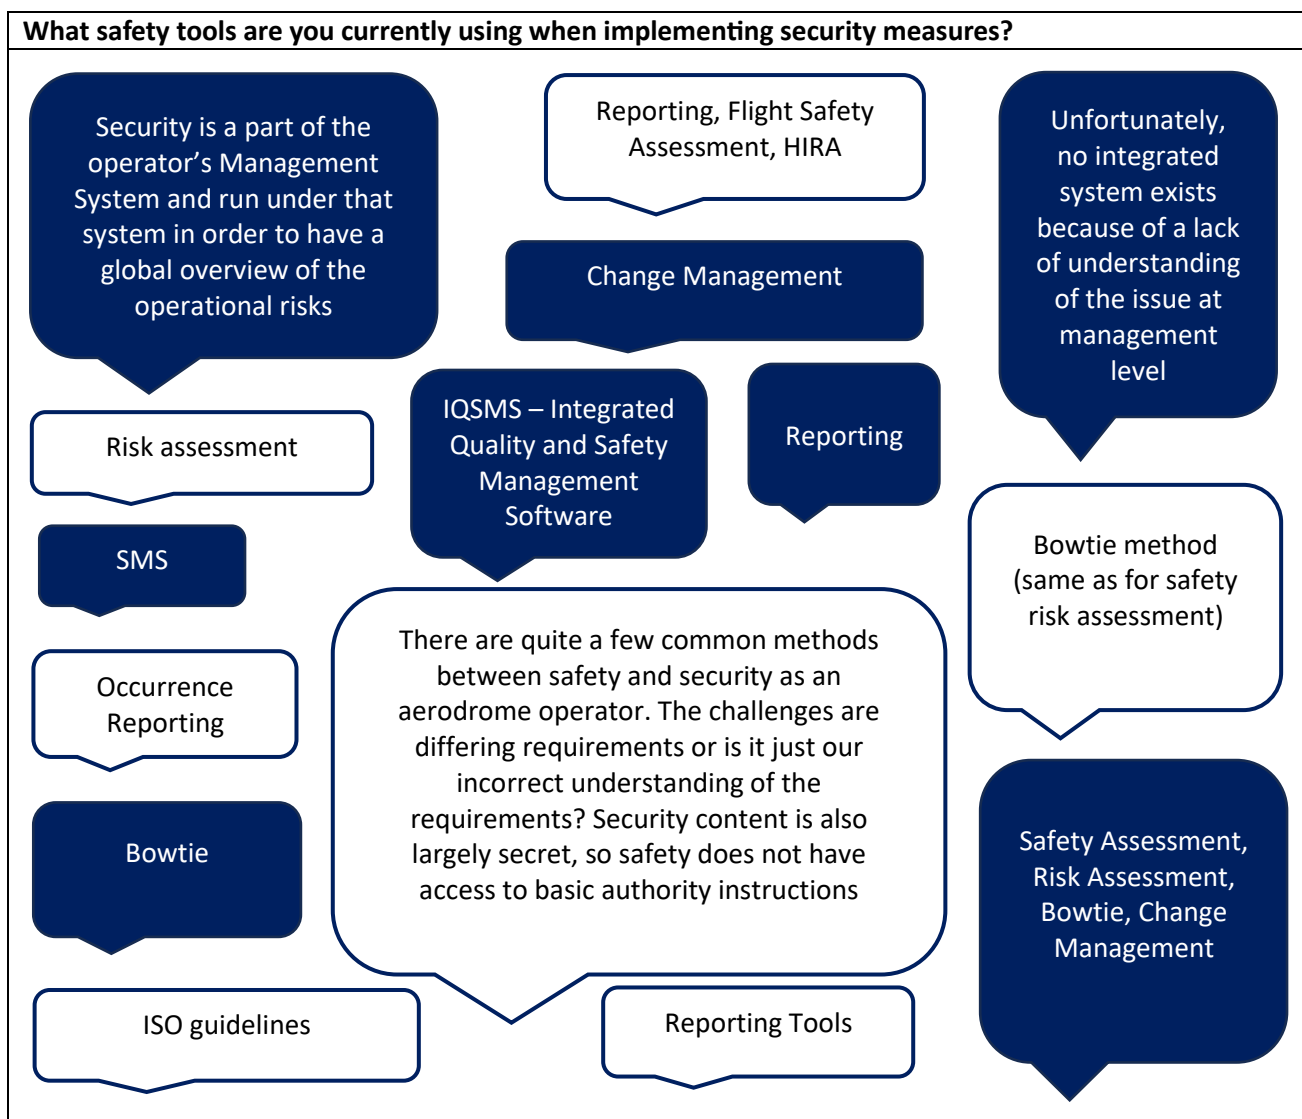 What safety tools are you currently using when implementing security measures?
Security is a part of the
operator’s Management
System and run under that
system in order to have a
global overview of the
operational risks
Reporting, Flight Safety
Assessment, HIRA
Unfortunately,
no integrated
system exists
because of a lack
of understanding
of the issue at
management
level
Change Management
Risk assessment
IQSMS – Integrated
Quality and Safety
Management
Software
Reporting
SMS
Bowtie method
(same as for safety
risk assessment)
Occurrence
Reporting
There are quite a few common methods
between safety and security as an
aerodrome operator. The challenges are
differing requirements or is it just our
incorrect understanding of the
requirements? Security content is also
largely secret, so safety does not have
access to basic authority instructions
Bowtie
Safety Assessment,
Risk Assessment,
Bowtie, Change
Management
ISO guidelines
Reporting Tools